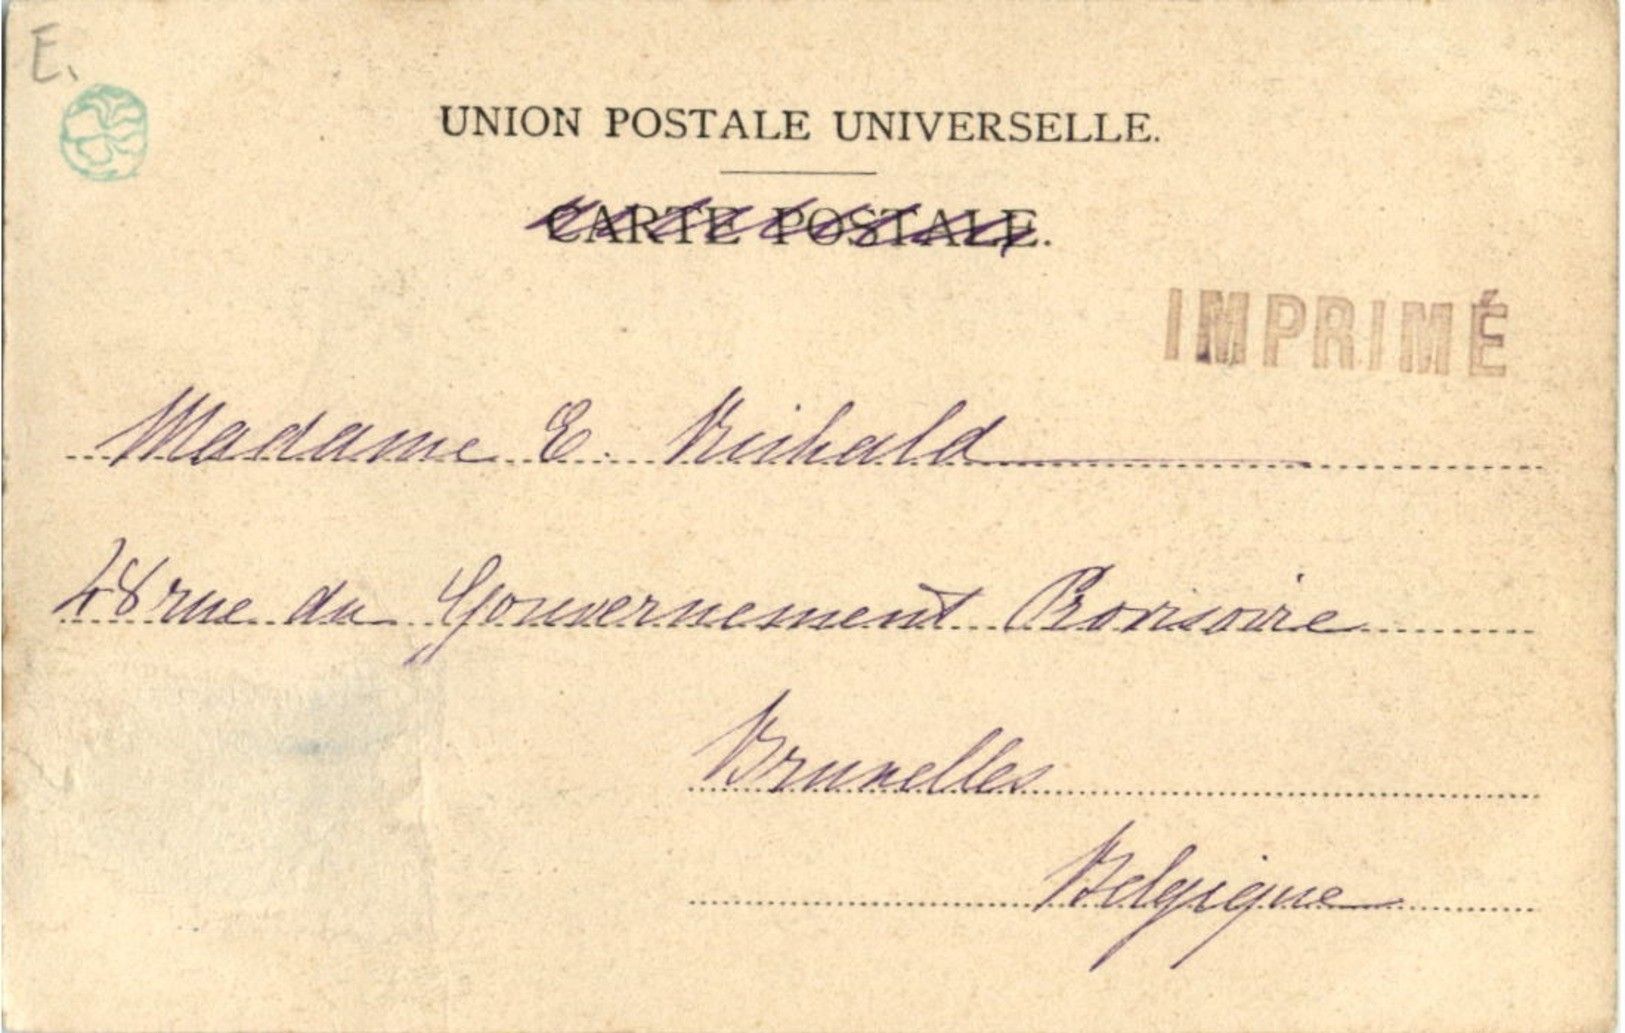 E.
UNION POSTALE UNIVERSELLE.
CARTE POSTALE.
IMPRIMÉ
Madame E.
48 rue du Gouvernement Provisoire
Bruxelles
Belgique